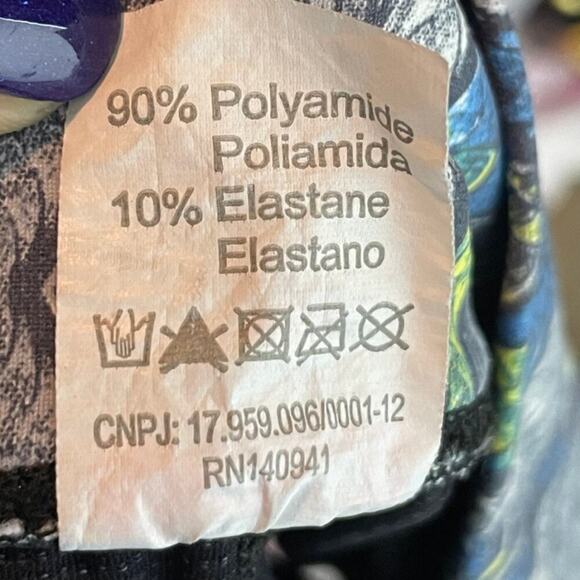 90% Polyamide
Poliamida
10% Elastane
Elastano
CNPJ: 17.959.096/0001-12
RN140941